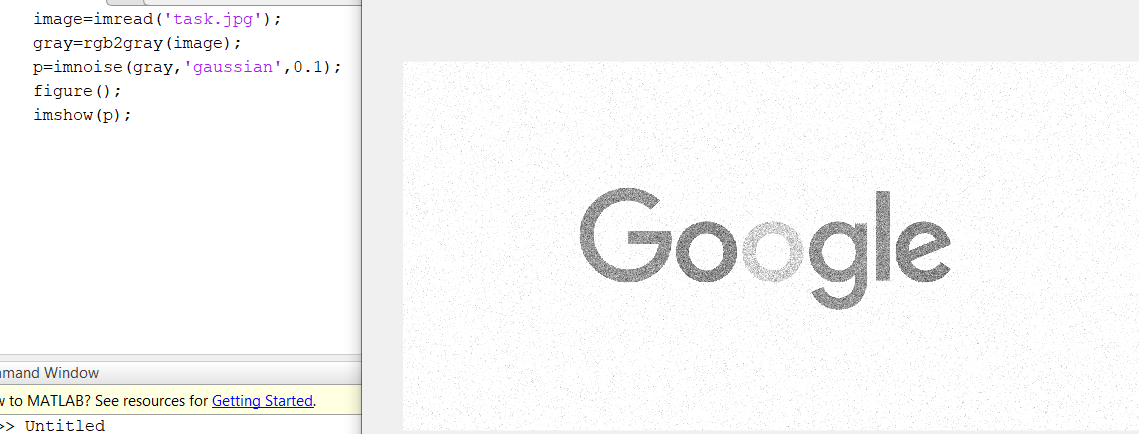 image=imread('task.jpg');
gray=rgb2gray(image);
p=imnoise(gray,'gaussian',0.1);
figure();
imshow(p);
Google
mmand Window
w to MATLAB? See resources for Getting Started.
>> Untitled